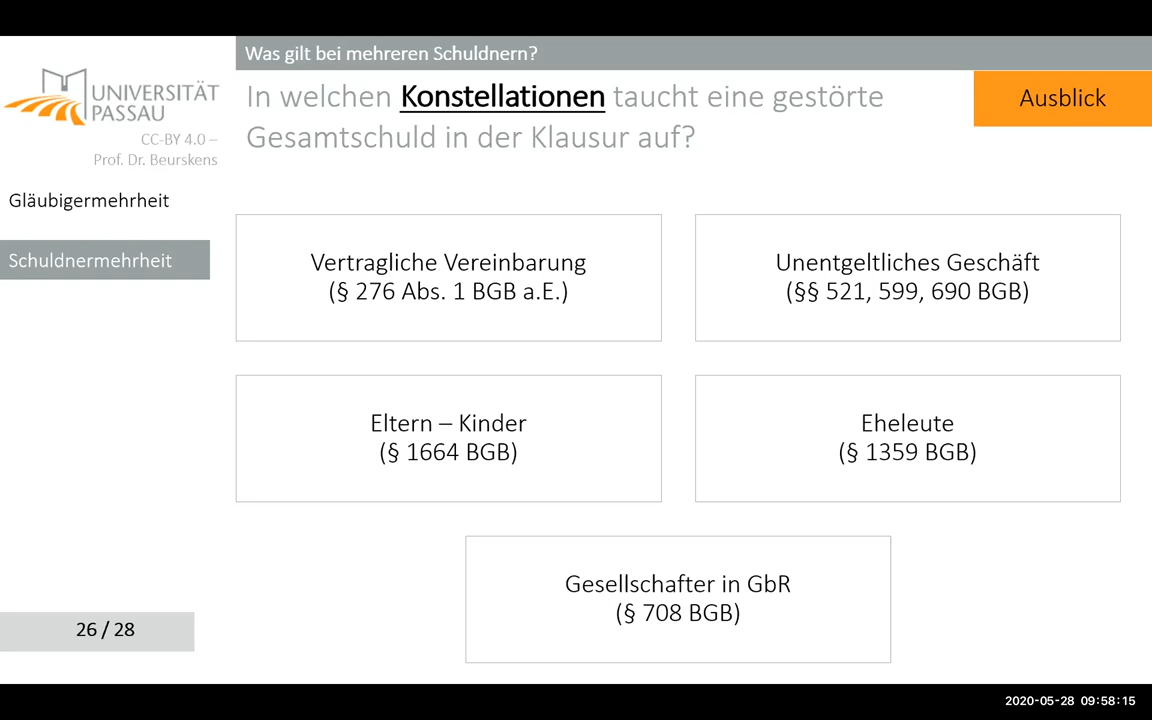 Was gilt bei mehreren Schuldnern?
UNIVERSITÄT
PASSAU
CC-BY 4.0 –
Prof. Dr. Beurskens
In welchen Konstellationen taucht eine gestörte
Gesamtschuld in der Klausur auf?
Ausblick
Gläubigermehrheit
Schuldnermehrheit
Vertragliche Vereinbarung
(§ 276 Abs. 1 BGB a.E.)
Unentgeltliches Geschäft
(§§ 521, 599, 690 BGB)
Eltern – Kinder
(§ 1664 BGB)
Eheleute
(§ 1359 BGB)
Gesellschafter in GbR
(§ 708 BGB)
26 / 28
2020-05-28 09:58:15